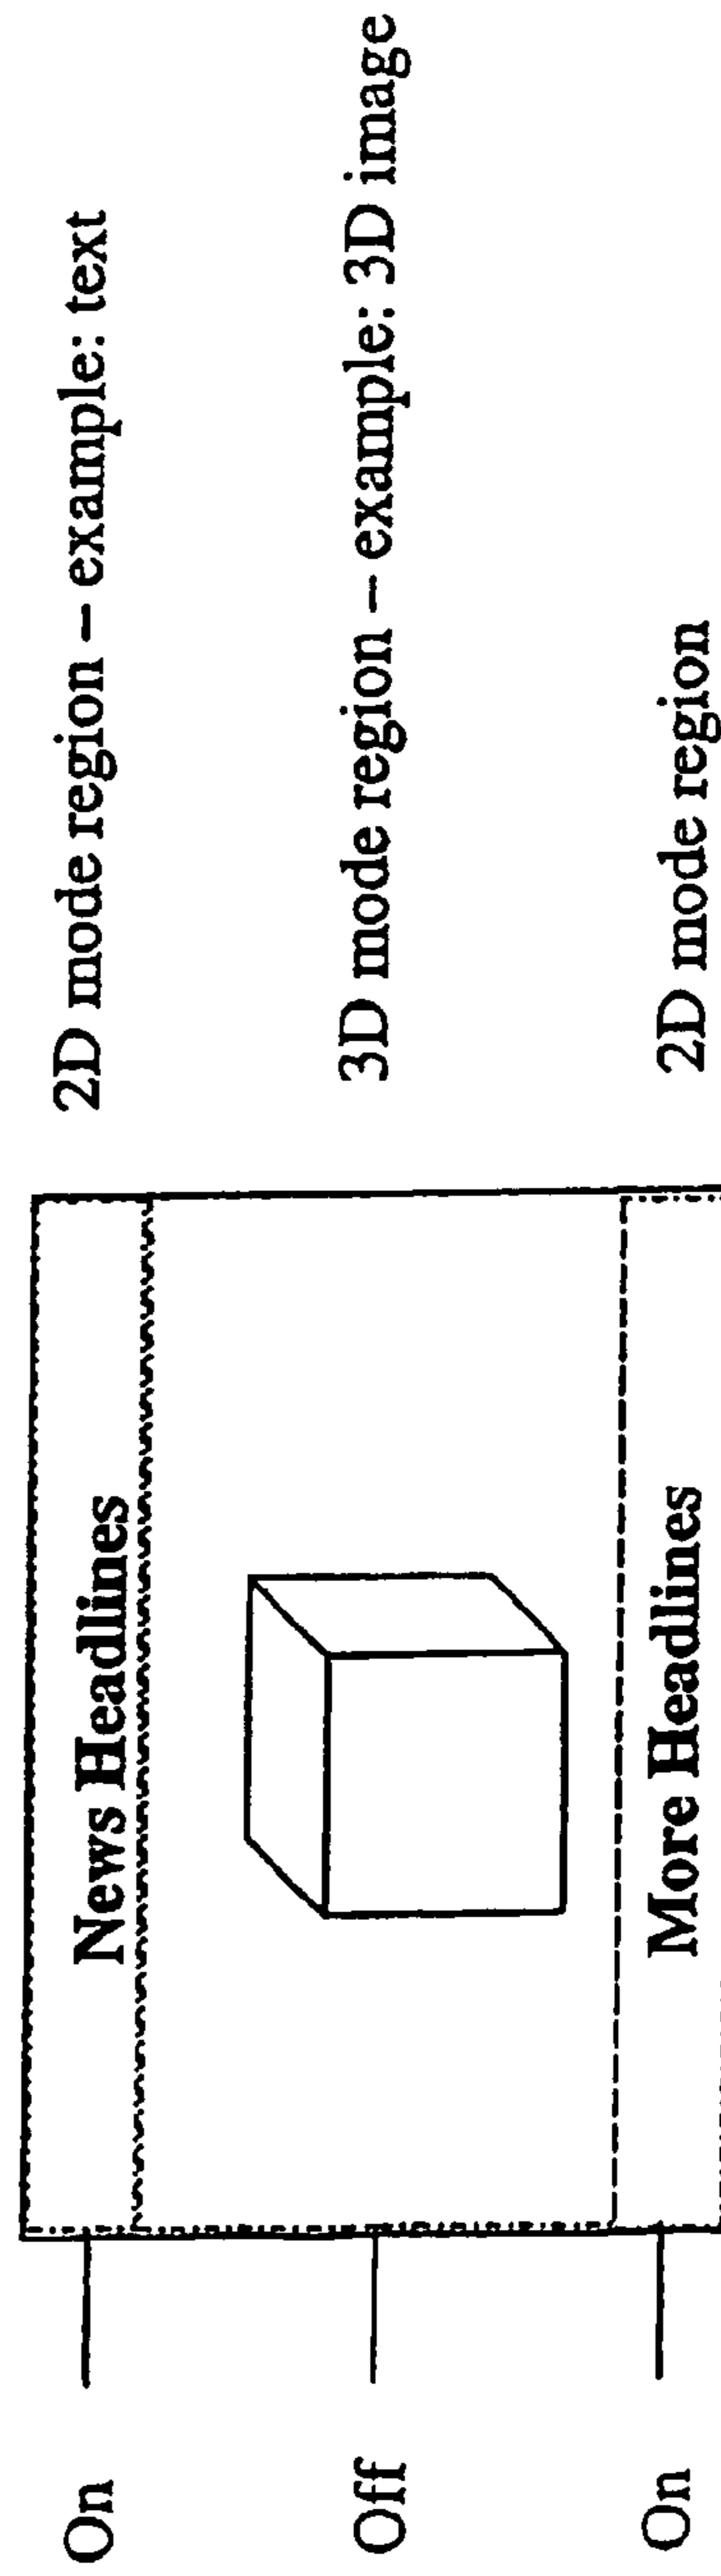 On
News Headlines
2D mode region – example: text
Off
3D mode region – example: 3D image
On
More Headlines
2D mode region